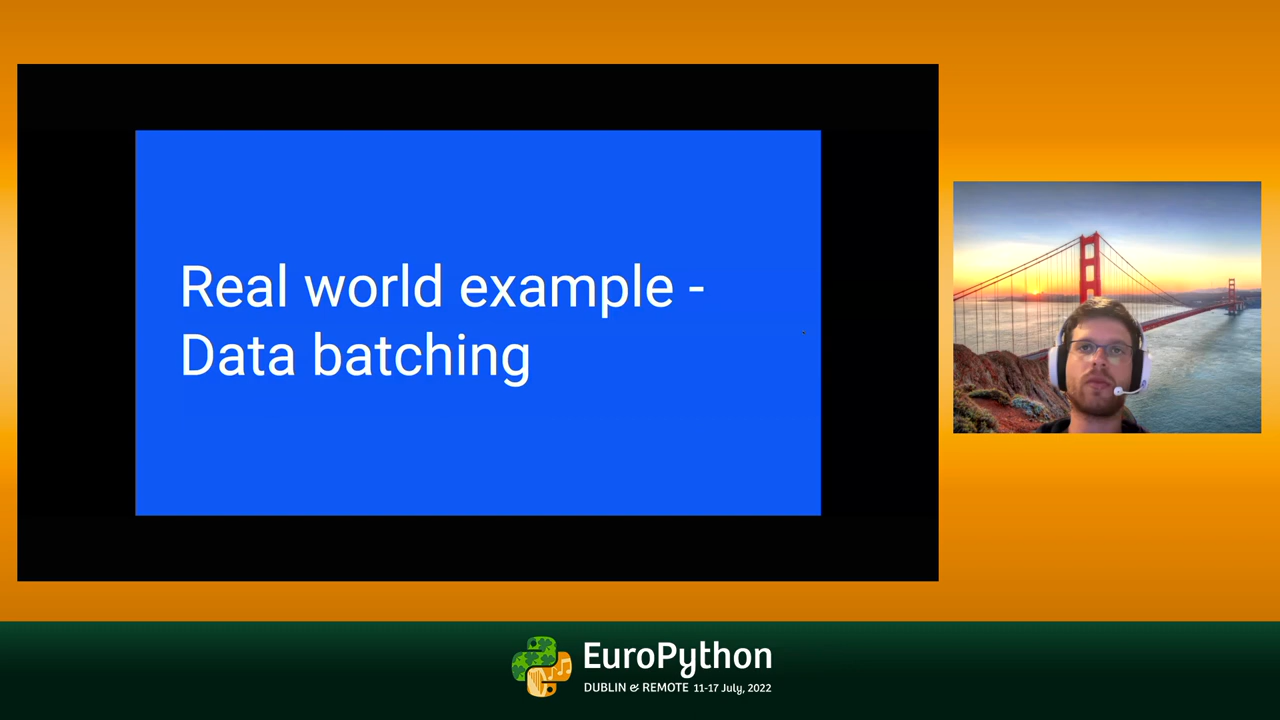 Real world example -
Data batching
EuroPython
DUBLIN & REMOTE 11-17 July, 2022